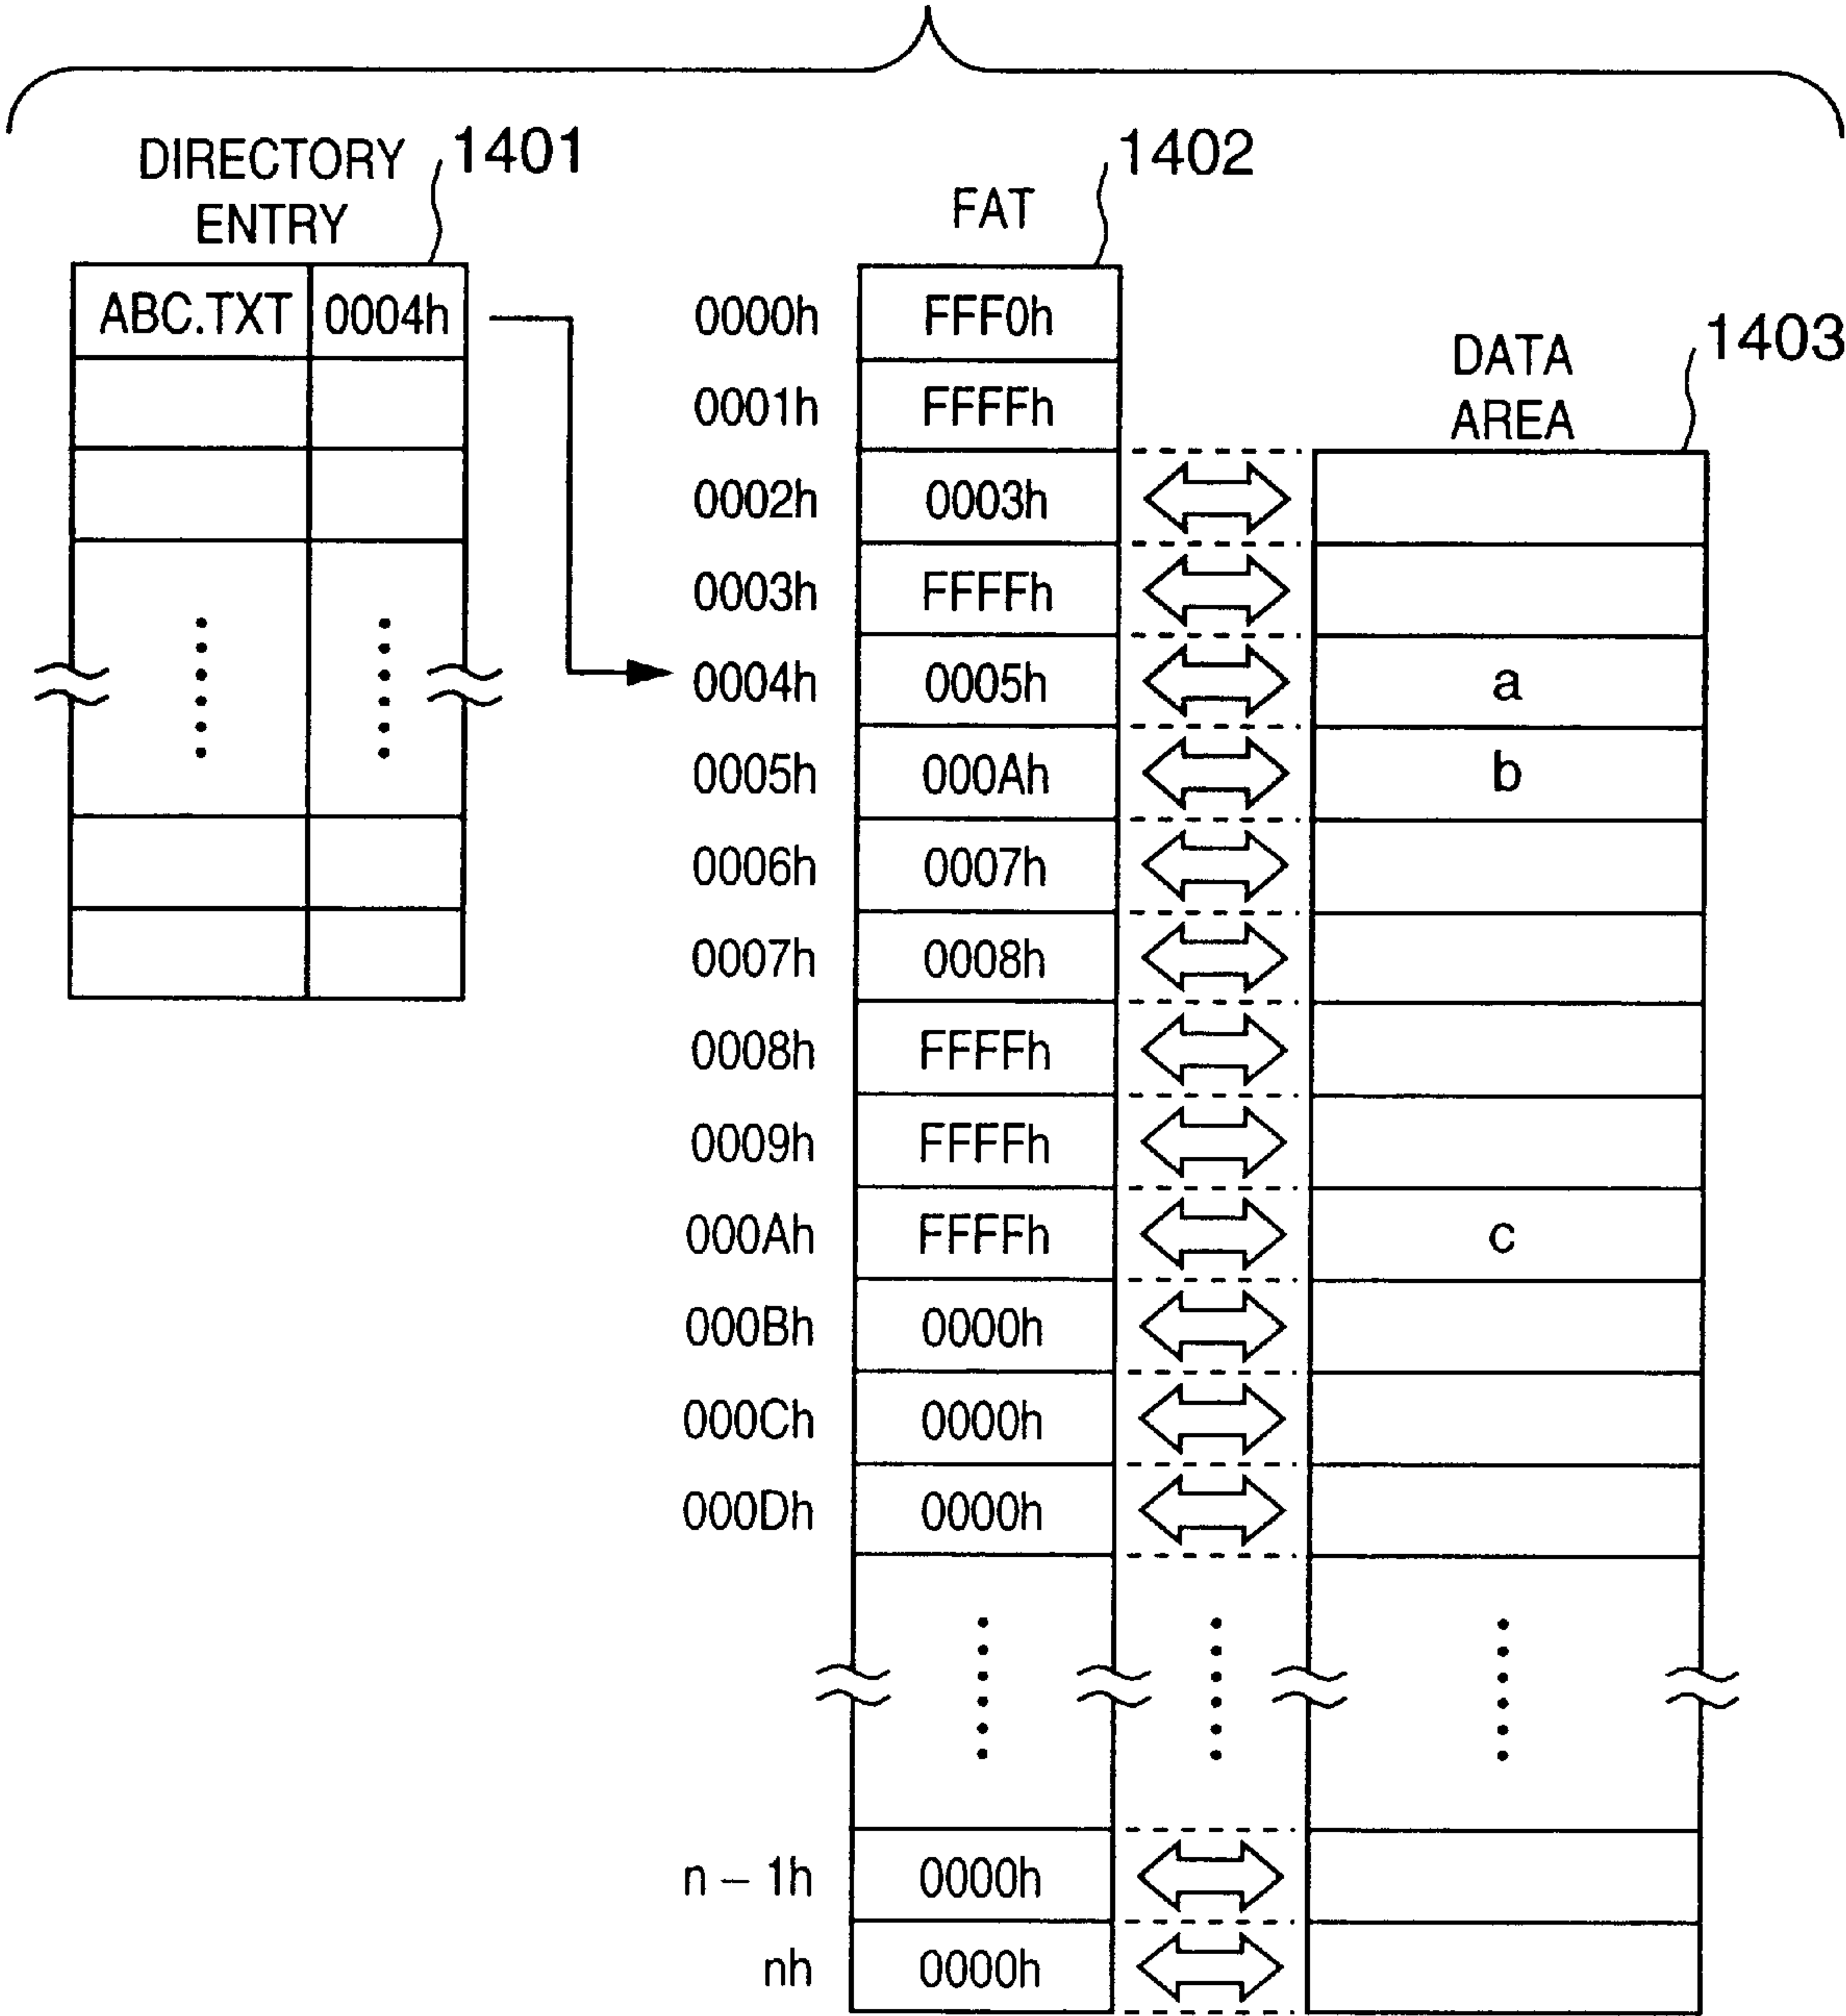 DIRECTORY
ENTRY
1401
ABC.TXT 0004h
FAT
1402
DATA
AREA
1403
0000h FFF0h
0001h FFFFh
0002h 0003h
0003h FFFFh
0004h 0005h a
0005h 000Ah b
0006h 0007h
0007h 0008h
0008h FFFFh
0009h FFFFh
000Ah FFFFh c
000Bh 0000h
000Ch 0000h
000Dh 0000h
n – 1h 0000h
nh 0000h